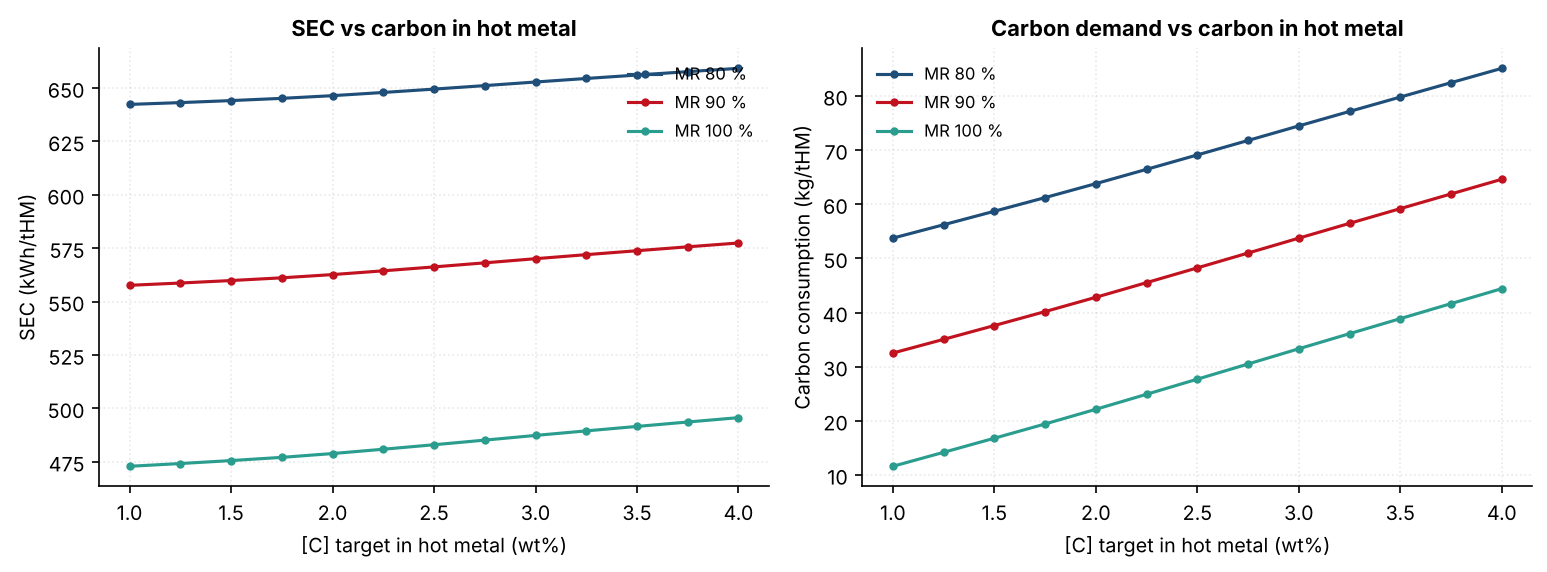 SEC vs carbon in hot metal
SEC (kWh/tHM)
650
625
600
575
550
525
500
475
MR 80 %
MR 90 %
MR 100 %
1.0 1.5 2.0 2.5 3.0 3.5 4.0
[C] target in hot metal (wt%)
Carbon demand vs carbon in hot metal
Carbon consumption (kg/tHM)
80
70
60
50
40
30
20
10
MR 80 %
MR 90 %
MR 100 %
1.0 1.5 2.0 2.5 3.0 3.5 4.0
[C] target in hot metal (wt%)